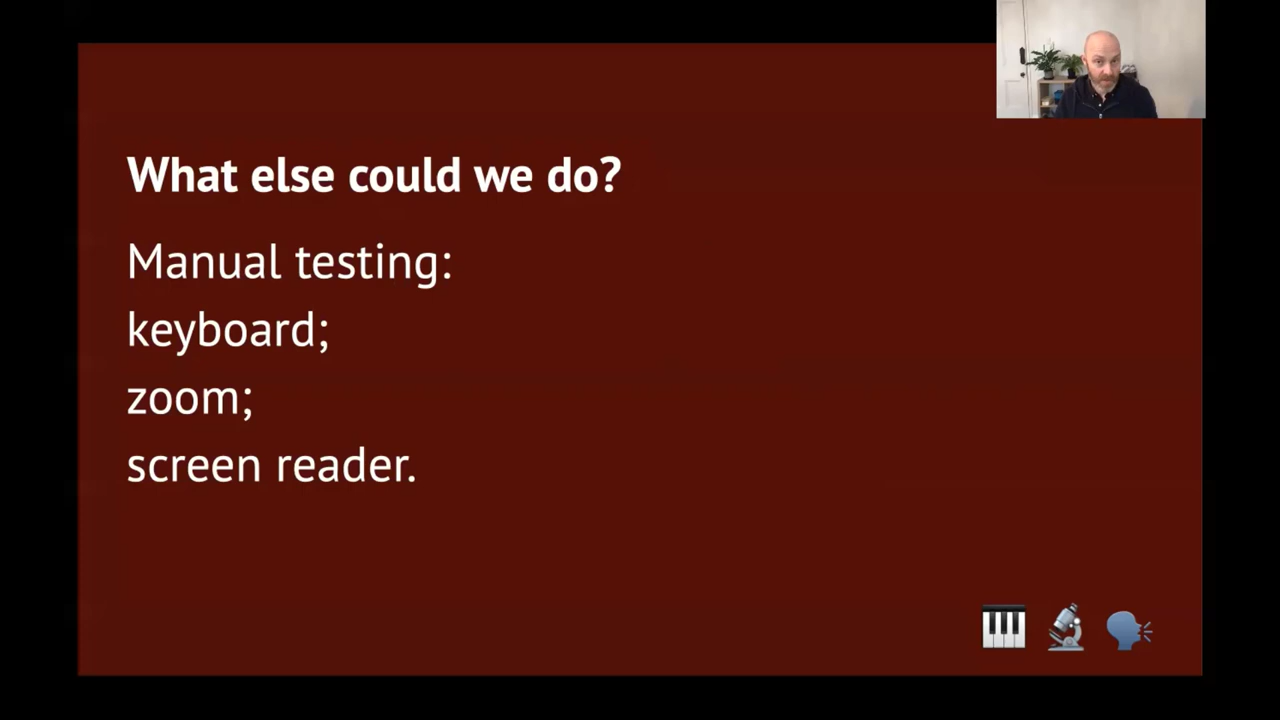 What else could we do?
Manual testing:
keyboard;
zoom;
screen reader.